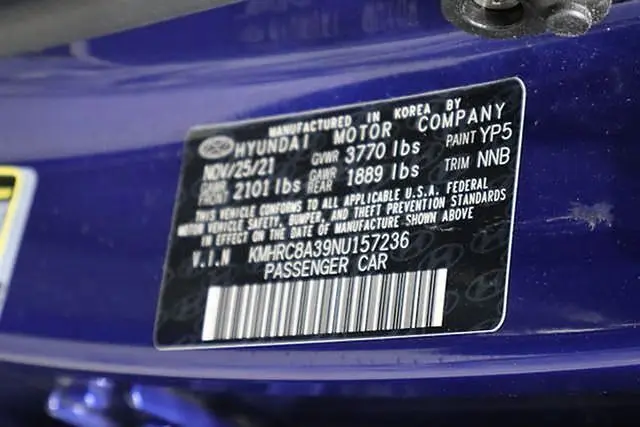 MANUFACTURED IN KOREA BY
HYUNDAI MOTOR COMPANY
NOV/25/21 GVWR 3770 lbs PAINT YP5
GAWR FRONT 2101 lbs GAWR REAR 1889 lbs TRIM NNB
THIS VEHICLE CONFORMS TO ALL APPLICABLE U.S.A. FEDERAL
MOTOR VEHICLE SAFETY, BUMPER, AND THEFT PREVENTION STANDARDS
IN EFFECT ON THE DATE OF MANUFACTURE SHOWN ABOVE
V.I.N KMHRC8A39NU157236
PASSENGER CAR